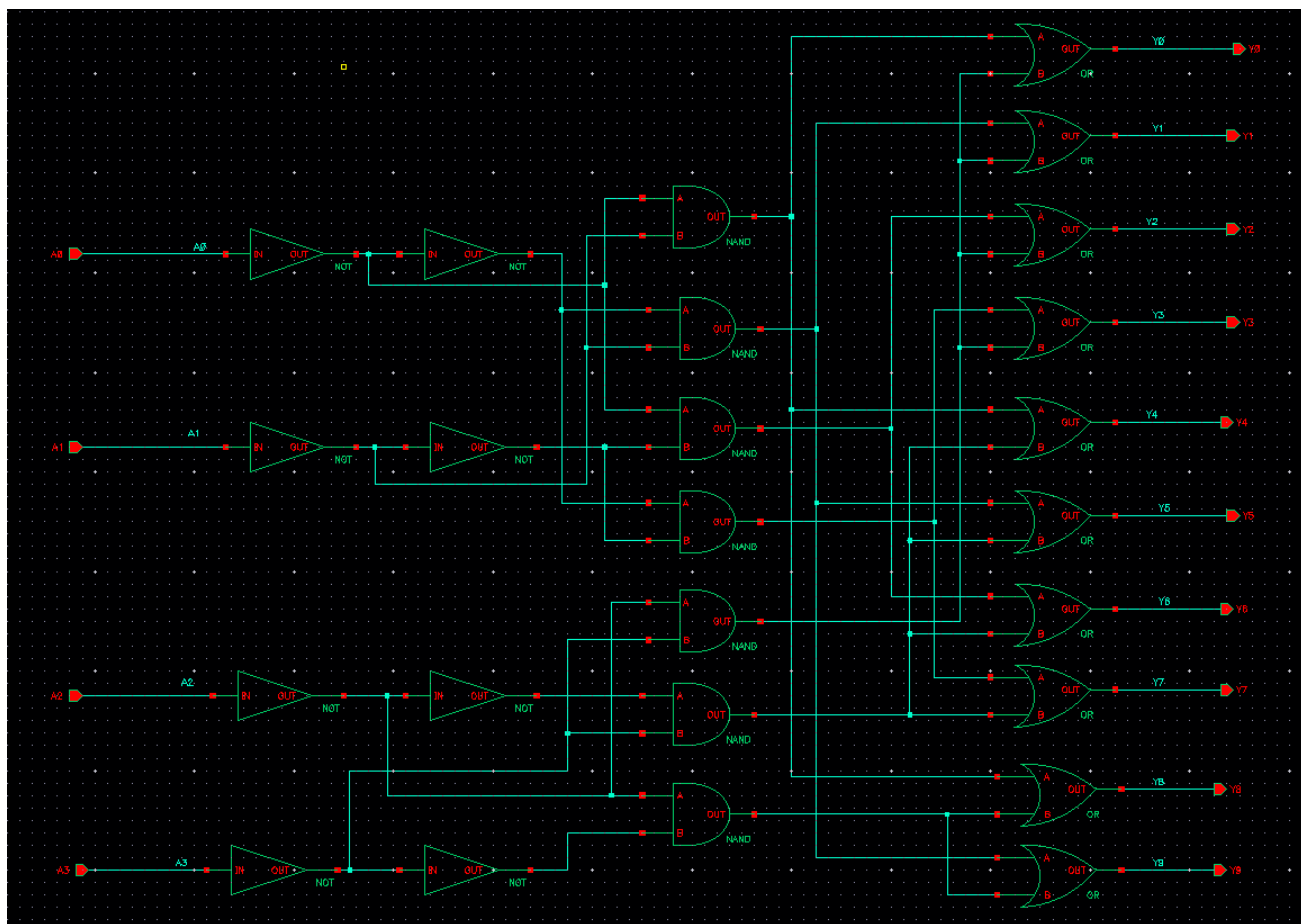 A OUT YØ YØ
B OR
A OUT Y1 Y1
B OR
A OUT Y2 Y2
B OR
A OUT NAND
B
AØ AØ IN OUT NOT IN OUT NOT
A OUT Y3 Y3
B OR
A OUT NAND
B
A OUT Y4 Y4
B OR
A OUT NAND
B
A1 A1 IN OUT NOT IN OUT NOT
A OUT Y5 Y5
B OR
A OUT NAND
B
A OUT Y6 Y6
B OR
A OUT NAND
B
A2 A2 IN OUT NOT IN OUT NOT
A OUT Y7 Y7
B OR
A OUT NAND
B
A OUT Y8 Y8
B OR
A OUT NAND
B
A3 A3 IN OUT NOT IN OUT NOT
A OUT Y9 Y9
B OR